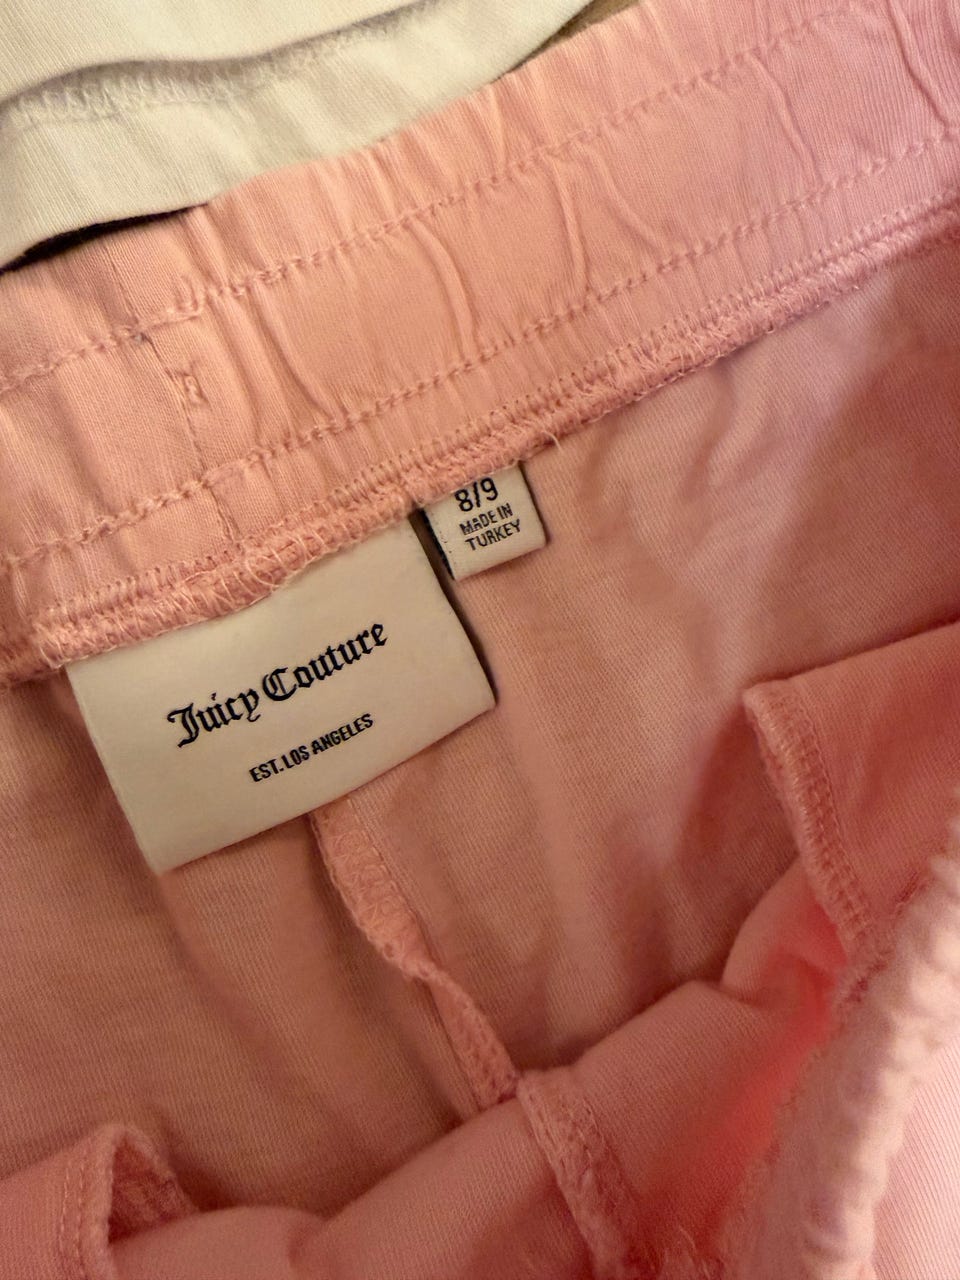 8/9
MADE IN
TURKEY
Juicy Couture
EST. LOS ANGELES